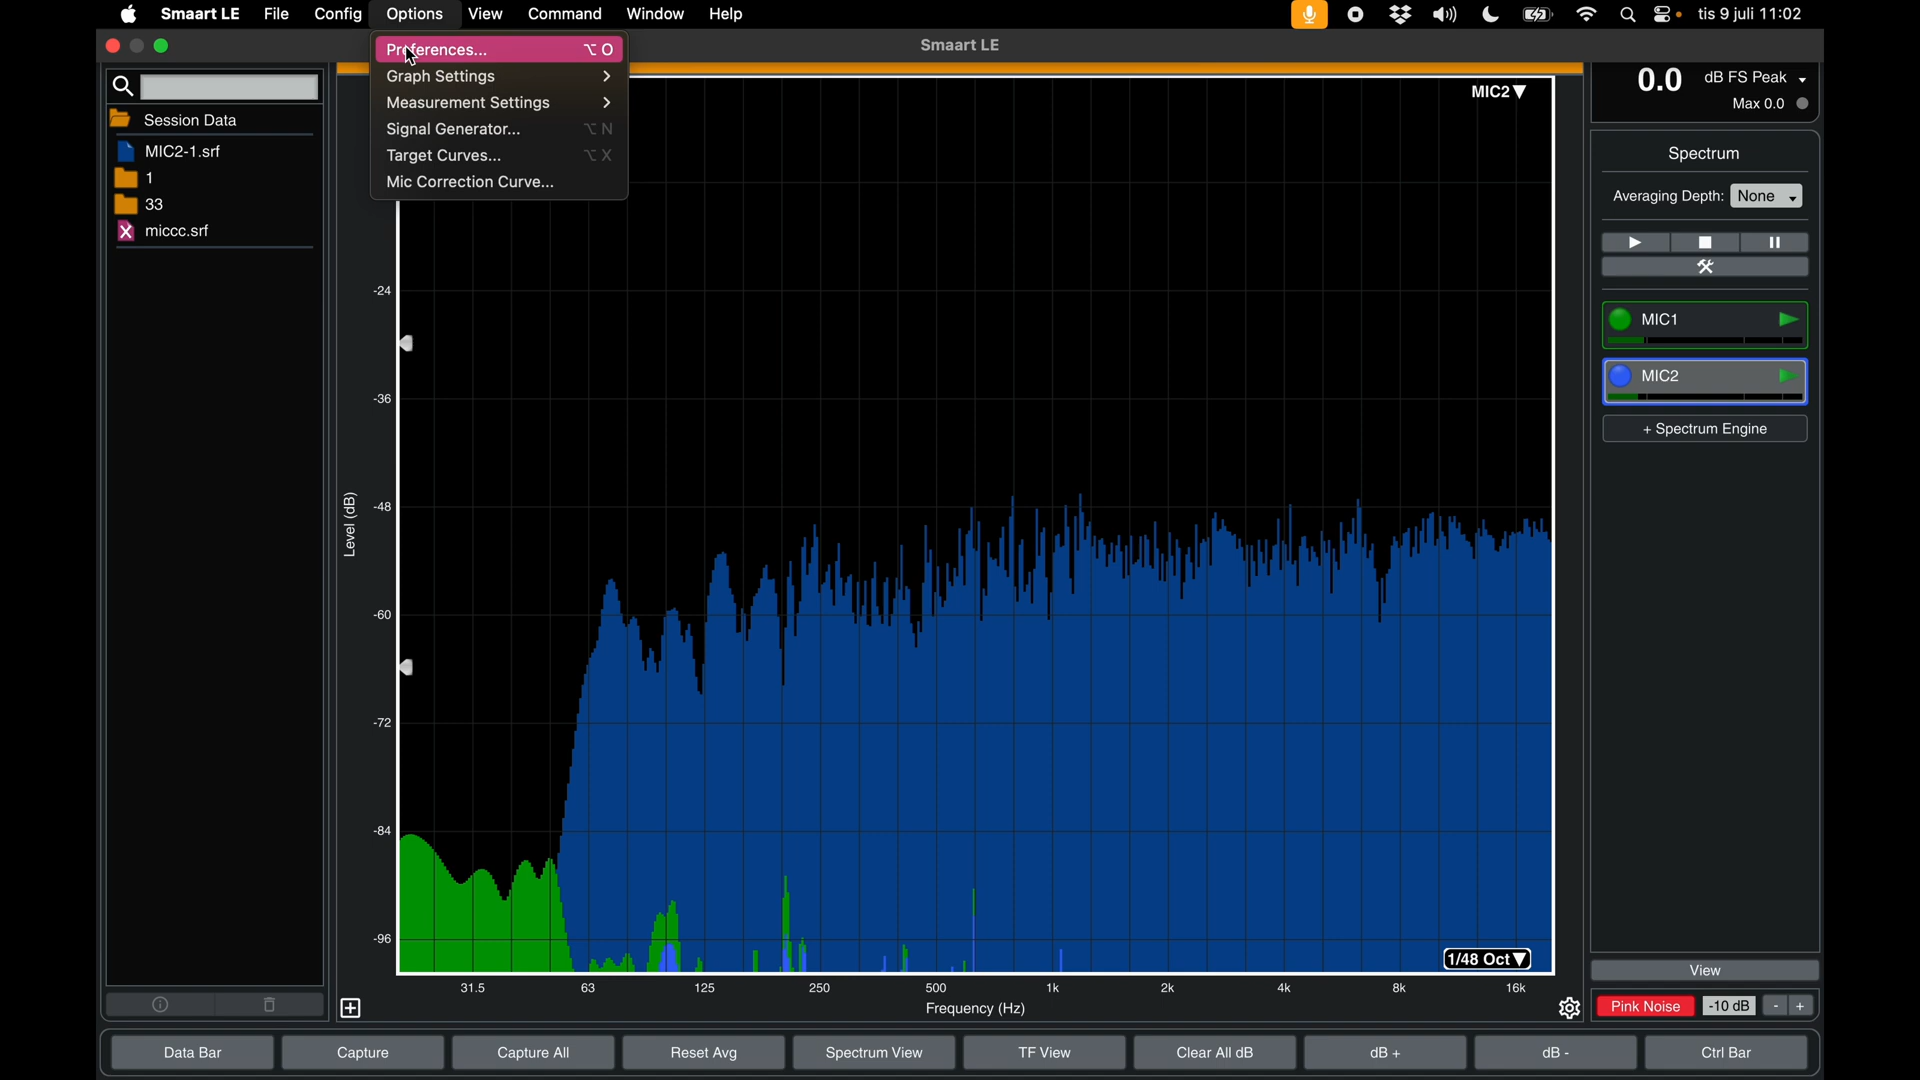 Smaart LE File Config Options View Command Window Help tis 9 juli 11:02
Smaart LE
Preferences... ⌥ O
Graph Settings >
Measurement Settings >
Signal Generator... ⌥ N
Target Curves... ⌥ X
Mic Correction Curve...
Session Data
MIC2-1.srf
1
33
miccc.srf
MIC2▼
Level (dB)
-24
-36
-48
-60
-72
-84
-96
1/48 Oct▼
31.5 63 125 250 500 1k 2k 4k 8k 16k
Frequency (Hz)
0.0 dB FS Peak
Max 0.0
Spectrum
Averaging Depth: None
MIC1
MIC2
+ Spectrum Engine
View
Pink Noise -10 dB - +
Data Bar Capture Capture All Reset Avg Spectrum View TF View Clear All dB dB + dB - Ctrl Bar